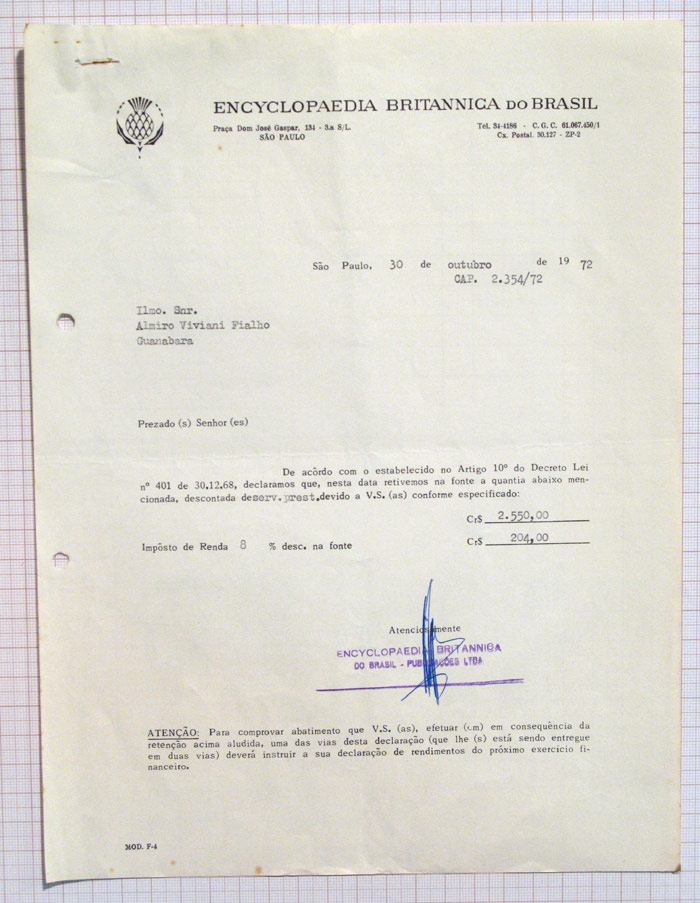 ENCYCLOPAEDIA BRITANNICA DO BRASIL
Praça Dom José Gaspar, 134 - 3.a S/L.
SÃO PAULO
Tel. 34-4186 - C. G. C. 61.067.450/1
Cx. Postal. 30.127 - ZP-2
São Paulo, 30 de outubro de 19 72
CAP. 2.354/72
Ilmo. Snr.
Almiro Viviani Fialho
Guanabara
Prezado (s) Senhor (es)
De acôrdo com o estabelecido no Artigo 10º do Decreto Lei
nº 401 de 30.12.68, declaramos que, nesta data retivemos na fonte a quantia abaixo men-
cionada, descontada deserv.prest.devido a V.S. (as) conforme especificado:
Cr$ 2.550,00
Impôsto de Renda 8 % desc. na fonte Cr$ 204,00
Atenciosamente
ENCYCLOPAEDIA BRITANNICA
DO BRASIL - PUBLICAÇÕES LTDA
ATENÇÃO: Para comprovar abatimento que V.S. (as), efetuar (em) em consequência da
retenção acima aludida, uma das vias desta declaração (que lhe (s) está sendo entregue
em duas vias) deverá instruir a sua declaração de rendimentos do próximo exercício fi-
nanceiro.
MOD. F-4